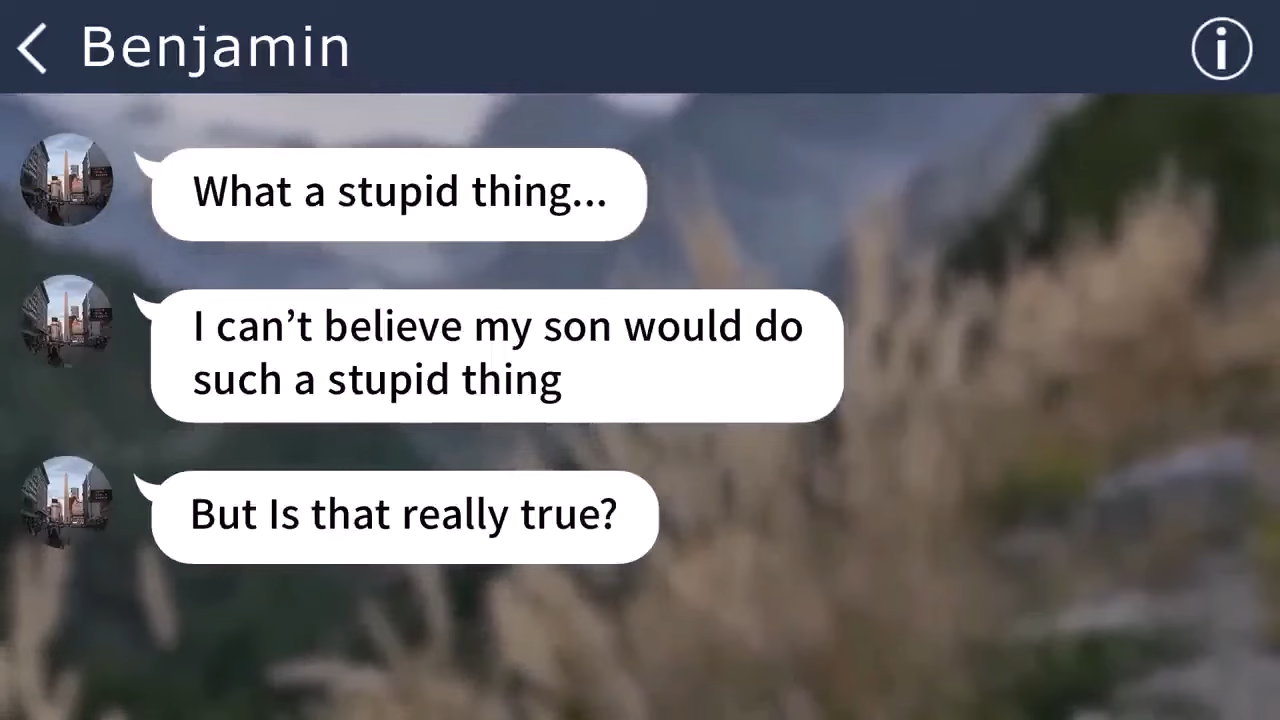 Benjamin
What a stupid thing...
I can’t believe my son would do
such a stupid thing
But Is that really true?